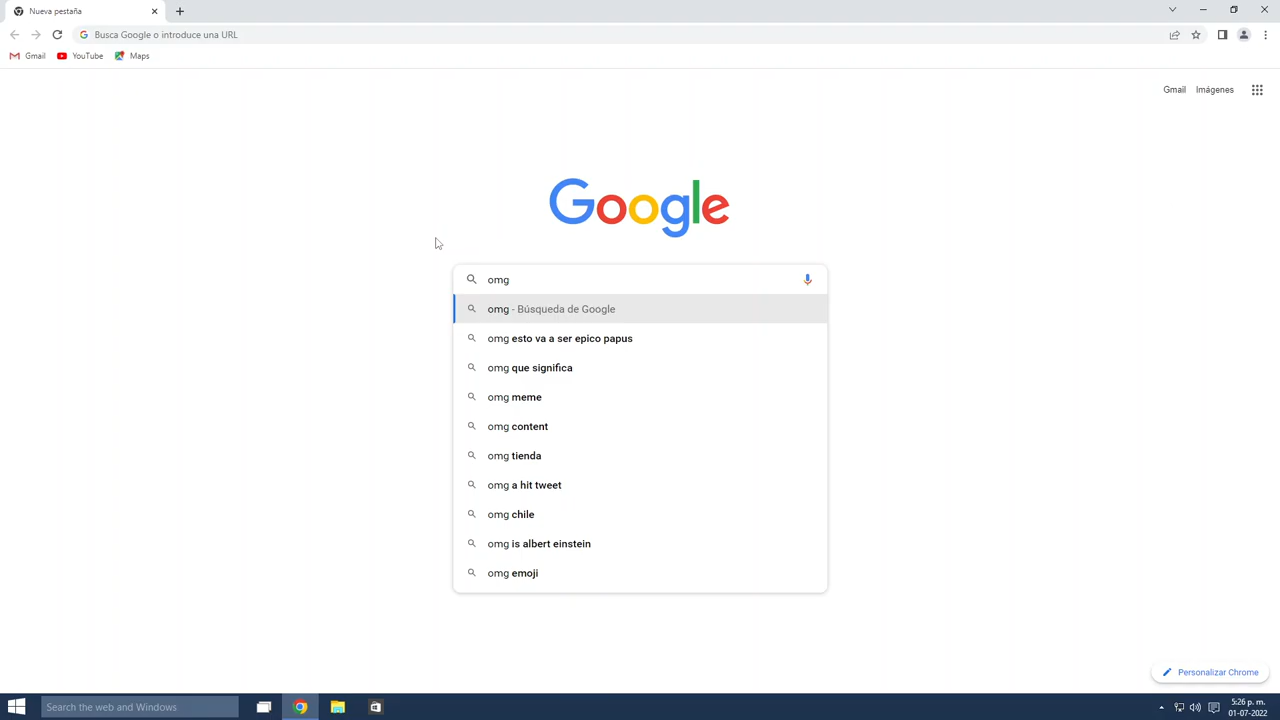 Nueva pestaña
Busca Google o introduce una URL
Gmail YouTube Maps
Gmail Imágenes
Google
omg
omg - Búsqueda de Google
omg esto va a ser epico papus
omg que significa
omg meme
omg content
omg tienda
omg a hit tweet
omg chile
omg is albert einstein
omg emoji
Personalizar Chrome
Search the web and Windows
5:26 p. m.
01-07-2022